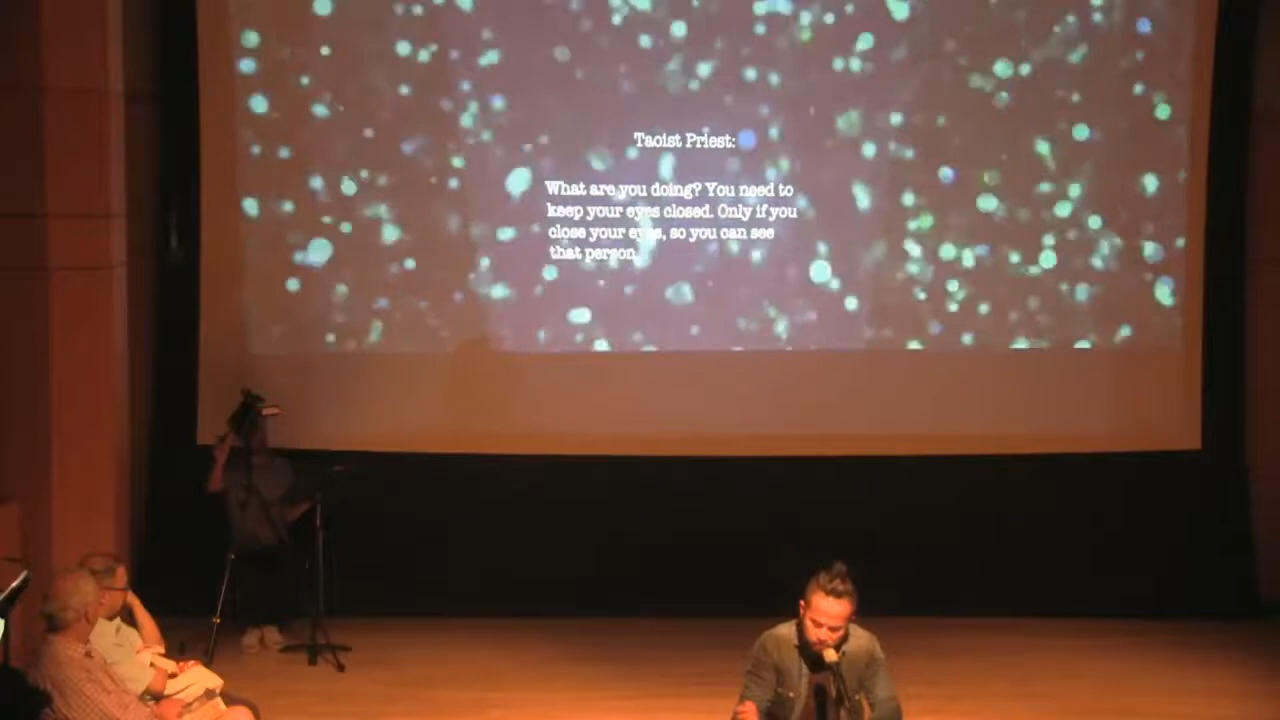 Taoist Priest:
What are you doing? You need to
keep your eyes closed. Only if you
close your eyes, so you can see
that person.